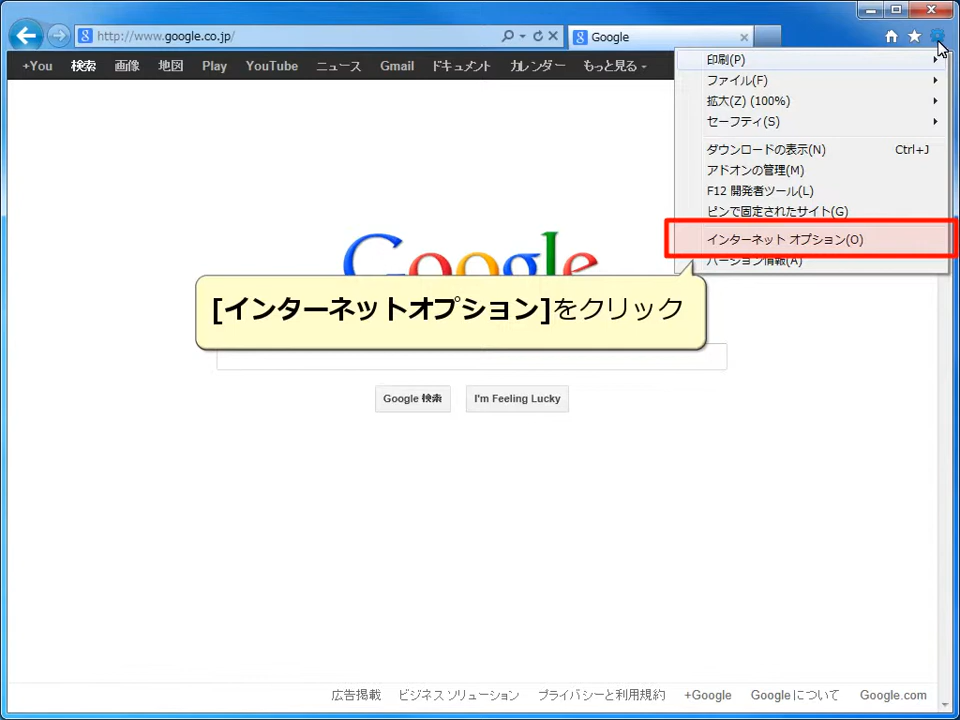 http://www.google.co.jp/
Google
+You 検索 画像 地図 Play YouTube ニュース Gmail ドキュメント カレンダー もっと見る
印刷(P)
ファイル(F)
拡大(Z) (100%)
セーフティ(S)
ダウンロードの表示(N) Ctrl+J
アドオンの管理(M)
F12 開発者ツール(L)
ピンで固定されたサイト(G)
インターネット オプション(O)
バージョン情報(A)
Google
[インターネットオプション]をクリック
Google 検索 I'm Feeling Lucky
広告掲載 ビジネス ソリューション プライバシーと利用規約 +Google Googleについて Google.com